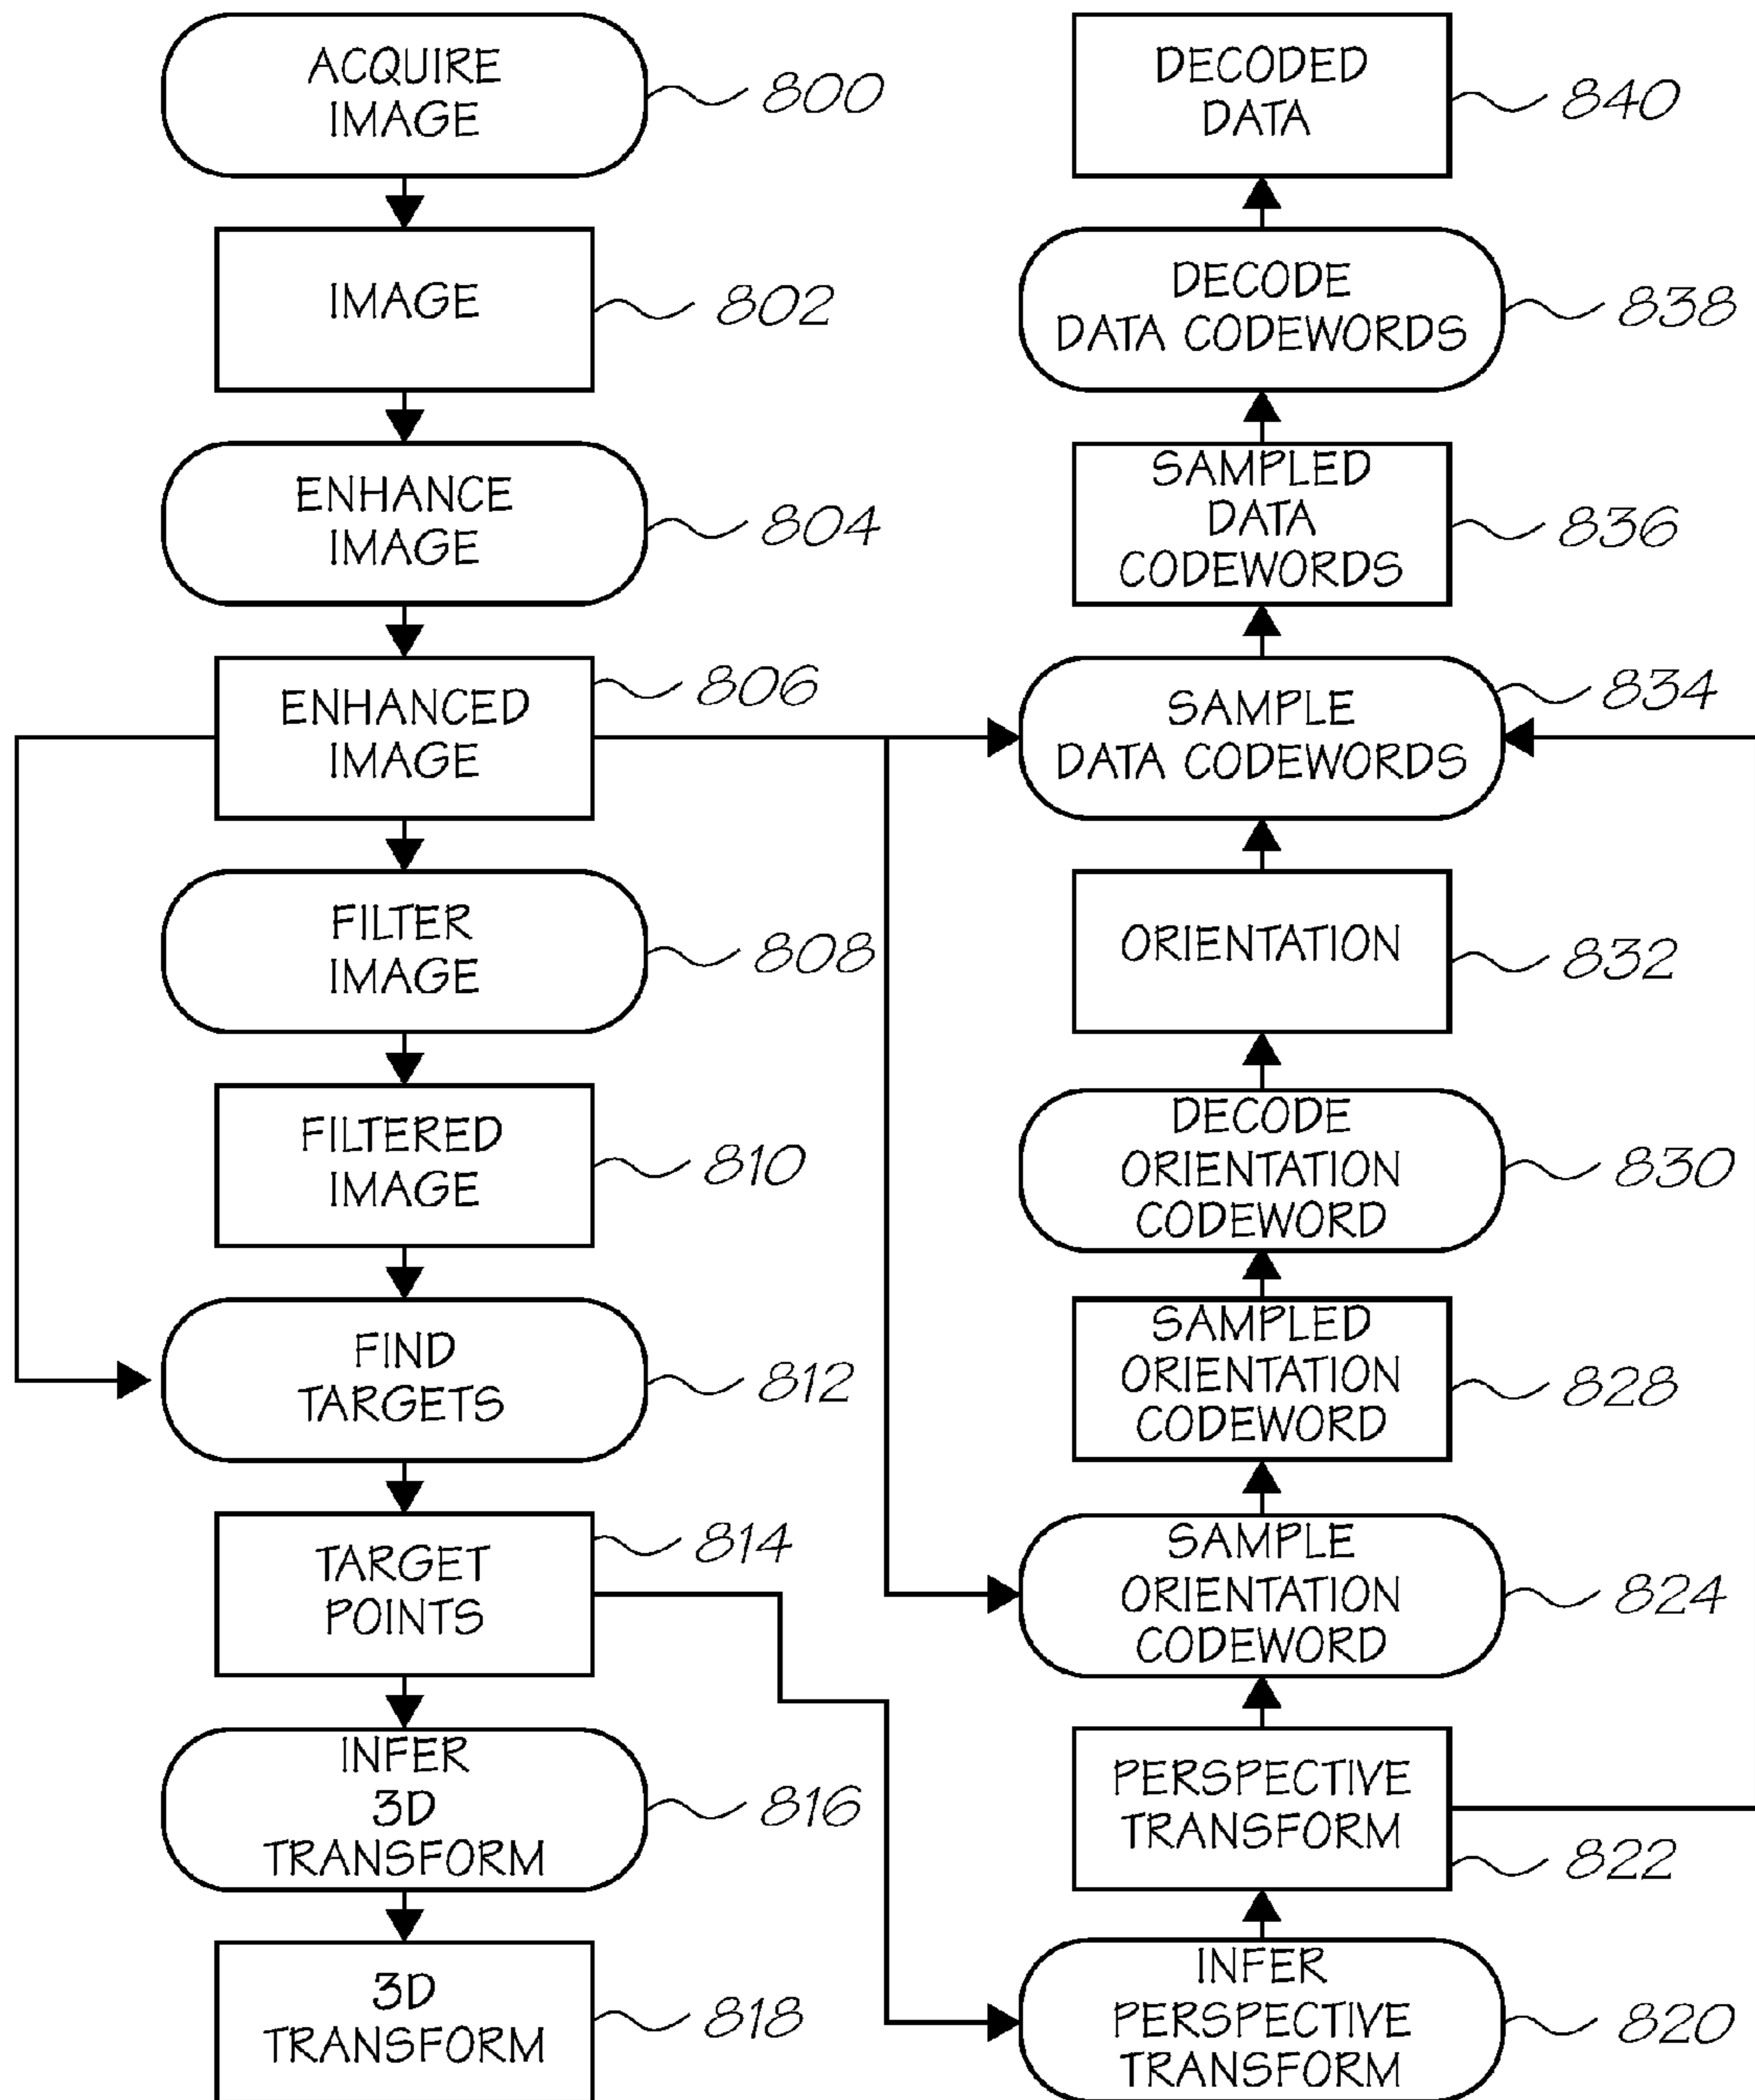 ACQUIRE
IMAGE
800
IMAGE
802
ENHANCE
IMAGE
804
ENHANCED
IMAGE
806
FILTER
IMAGE
808
FILTERED
IMAGE
810
FIND
TARGETS
812
TARGET
POINTS
814
INFER
3D
TRANSFORM
816
3D
TRANSFORM
818
DECODED
DATA
840
DECODE
DATA CODEWORDS
838
SAMPLED
DATA
CODEWORDS
836
SAMPLE
DATA CODEWORDS
834
ORIENTATION
832
DECODE
ORIENTATION
CODEWORD
830
SAMPLED
ORIENTATION
CODEWORD
828
SAMPLE
ORIENTATION
CODEWORD
824
PERSPECTIVE
TRANSFORM
822
INFER
PERSPECTIVE
TRANSFORM
820